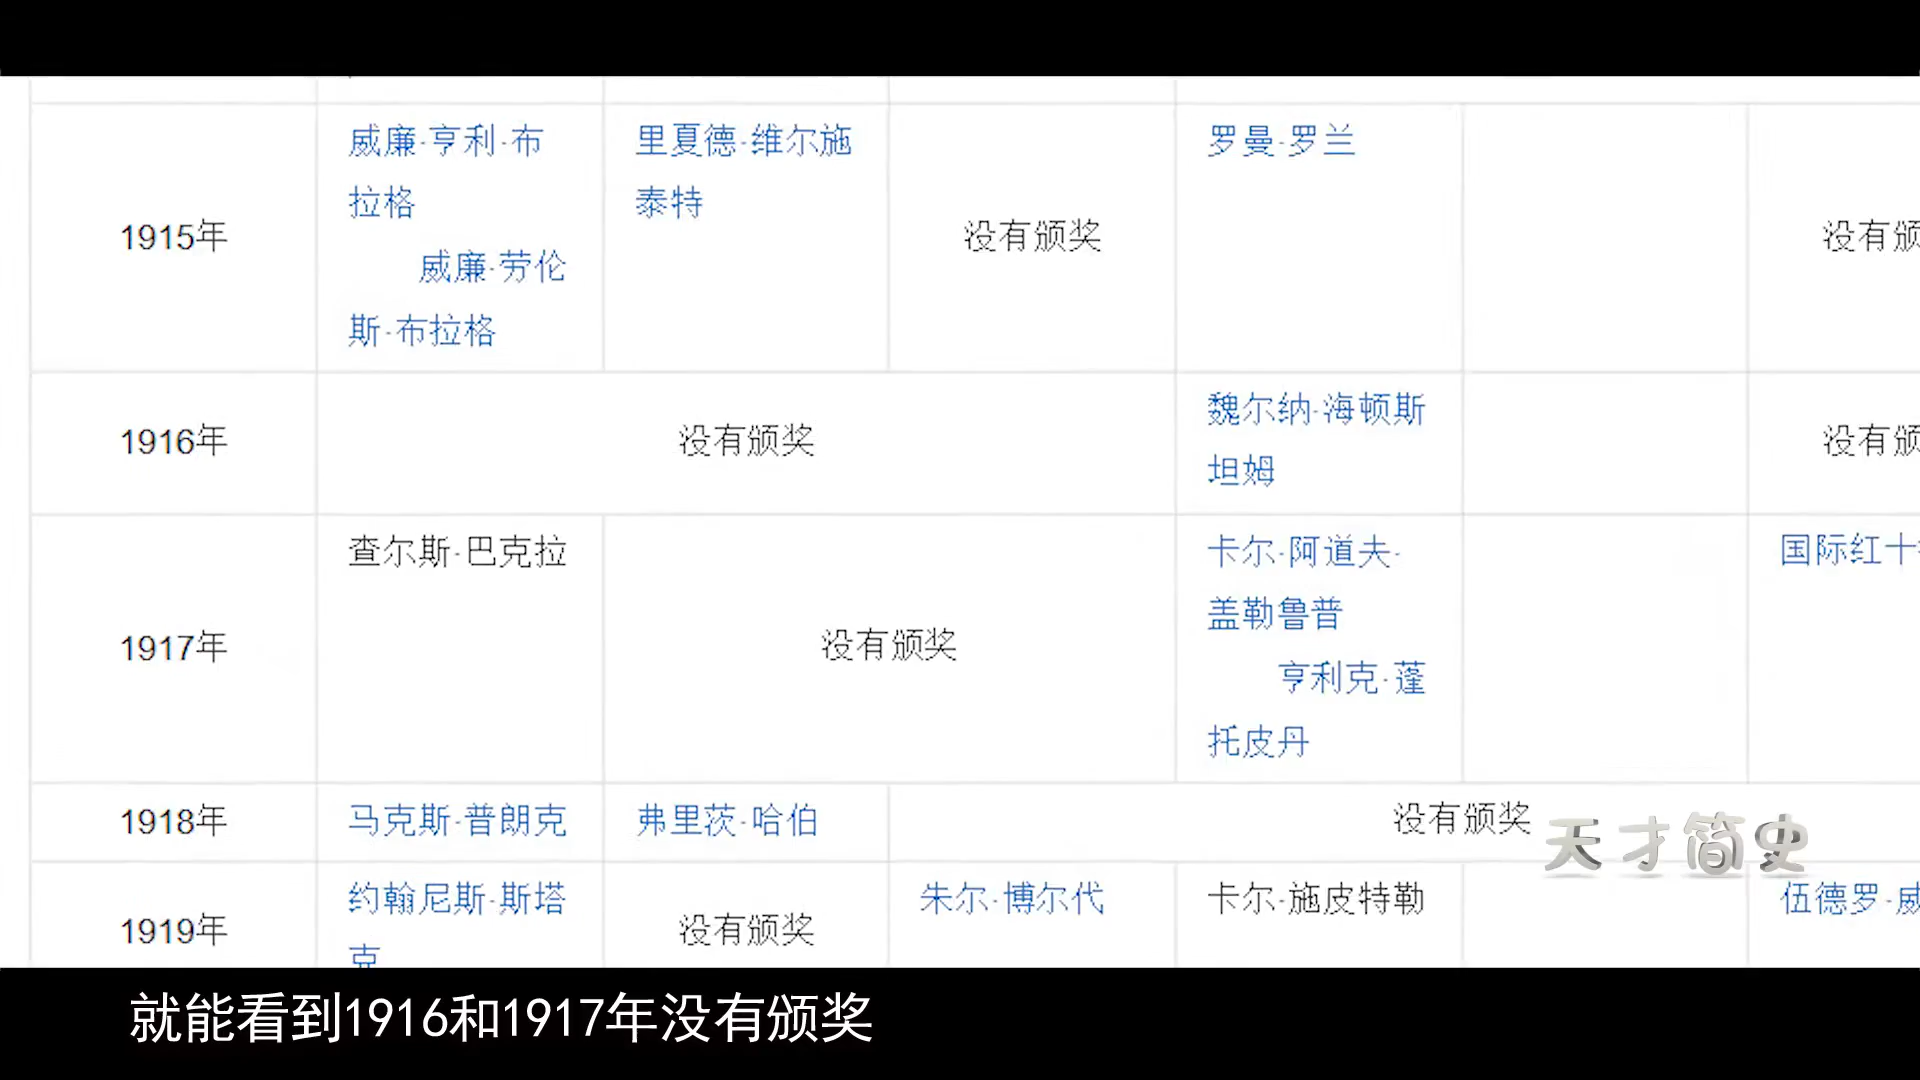 威廉·亨利·布
拉格
威廉·劳伦
斯·布拉格
里夏德·维尔施
泰特
罗曼·罗兰
1915年
没有颁奖
没有颁
1916年
没有颁奖
魏尔纳·海顿斯
坦姆
没有颁
1917年
查尔斯·巴克拉
没有颁奖
卡尔·阿道夫·
盖勒鲁普
亨利克·蓬
托皮丹
国际红十
1918年
马克斯·普朗克
弗里茨·哈伯
没有颁奖
天才简史
1919年
约翰尼斯·斯塔
克
没有颁奖
朱尔·博尔代
卡尔·施皮特勒
伍德罗·威
就能看到1916和1917年没有颁奖